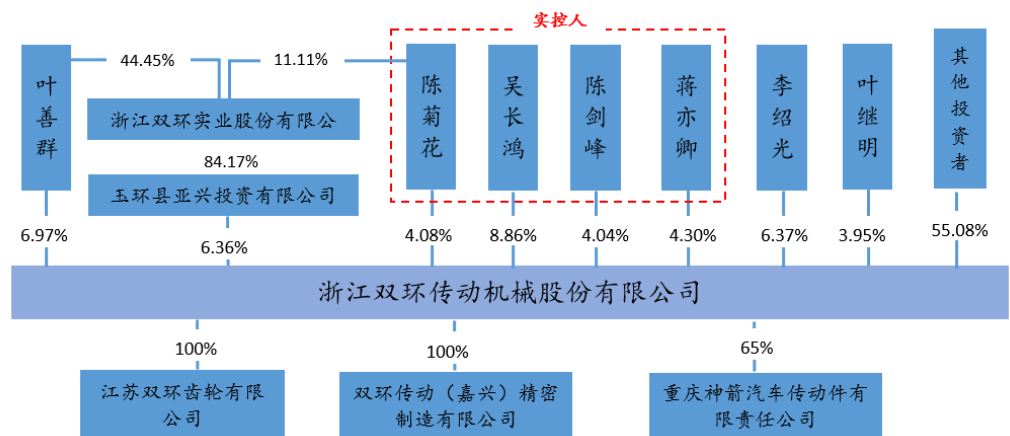 实控人
叶善群
44.45%
11.11%
陈菊花
吴长鸿
陈剑峰
蒋亦卿
李绍光
叶继明
其他投资者
浙江双环实业股份有限公
84.17%
玉环县亚兴投资有限公司
6.97%
6.36%
4.08%
8.86%
4.04%
4.30%
6.37%
3.95%
55.08%
浙江双环传动机械股份有限公司
100%
100%
65%
江苏双环齿轮有限
公司
双环传动（嘉兴）精密
制造有限公司
重庆神箭汽车传动件有
限责任公司